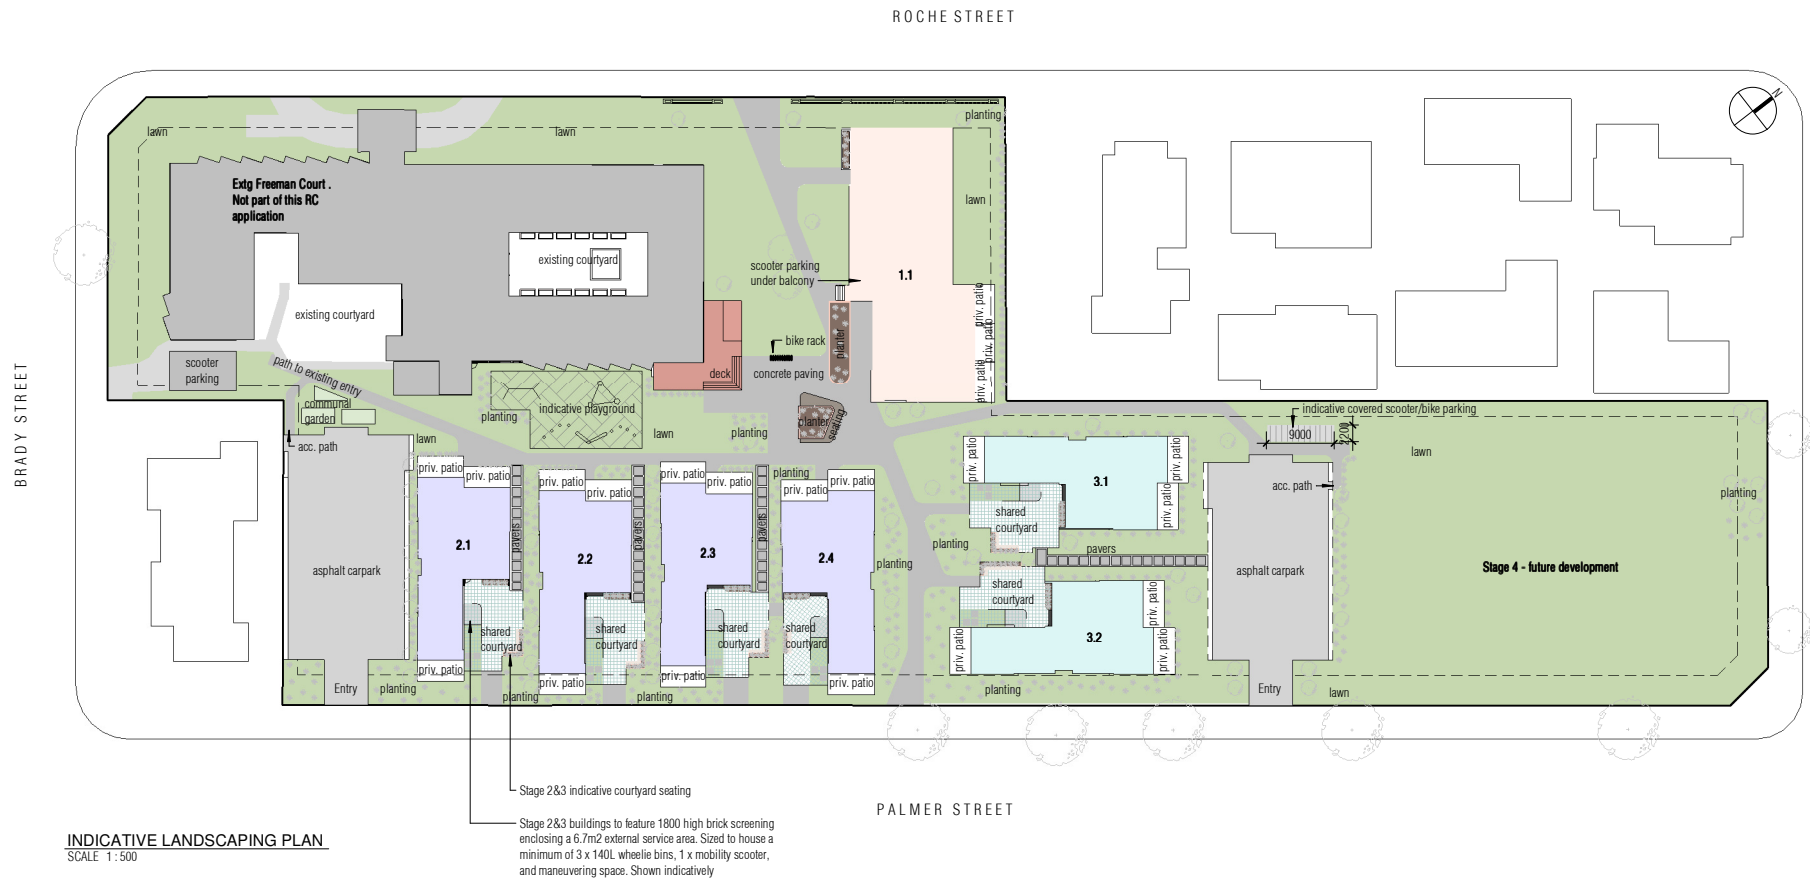 ROCHE STREET
N
planting
lawn
lawn
Extg Freeman Court .
Not part of this RC
application
lawn
existing courtyard
scooter parking
under balcony
1.1
existing courtyard
priv. patio
priv. patio
priv. patio
planter
bike rack
scooter
parking
path to existing entry
deck
concrete paving
BRADY STREET
communal
garden
planting
indicative playground
planter
seating
indicative covered scooter/bike parking
9000
2200
lawn
acc. path
lawn
lawn
planting
priv. patio
priv. patio
priv. patio
priv. patio
priv. patio
priv. patio
planting
priv. patio
priv. patio
priv. patio
3.1
priv. patio
priv. patio
acc. path
planting
shared
courtyard
pavers
pavers
pavers
2.1
2.2
2.3
2.4
planting
pavers
planting
asphalt carpark
asphalt carpark
Stage 4 - future development
shared
courtyard
priv. patio
3.2
priv. patio
priv. patio
shared
courtyard
shared
courtyard
shared
courtyard
shared
courtyard
priv. patio
priv. patio
priv. patio
priv. patio
Entry
planting
planting
planting
planting
Entry
lawn
Stage 2&3 indicative courtyard seating
PALMER STREET
Stage 2&3 buildings to feature 1800 high brick screening
enclosing a 6.7m2 external service area. Sized to house a
minimum of 3 x 140L wheelie bins, 1 x mobility scooter,
and maneuvering space. Shown indicatively
INDICATIVE LANDSCAPING PLAN
SCALE 1 : 500